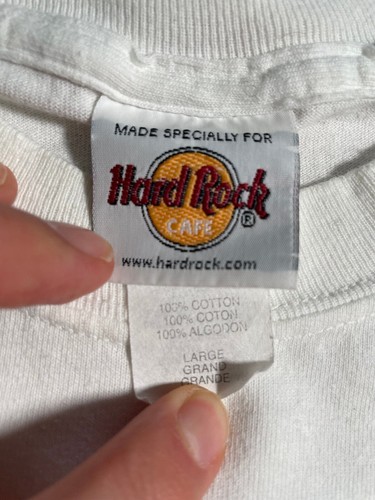 MADE SPECIALLY FOR
Hard Rock
CAFE ®
www.hardrock.com
100% COTTON
100% COTON
100% ALGODON
LARGE
GRAND
GRANDE